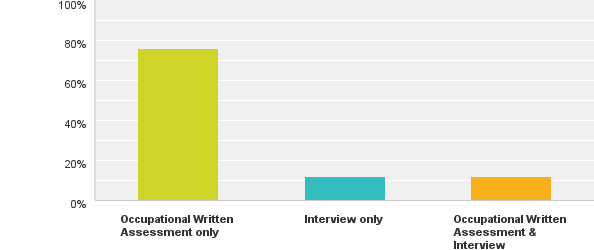 100%
80%
60%
40%
20%
0%
Occupational Written
Assessment only
Interview only
Occupational Written
Assessment &
Interview